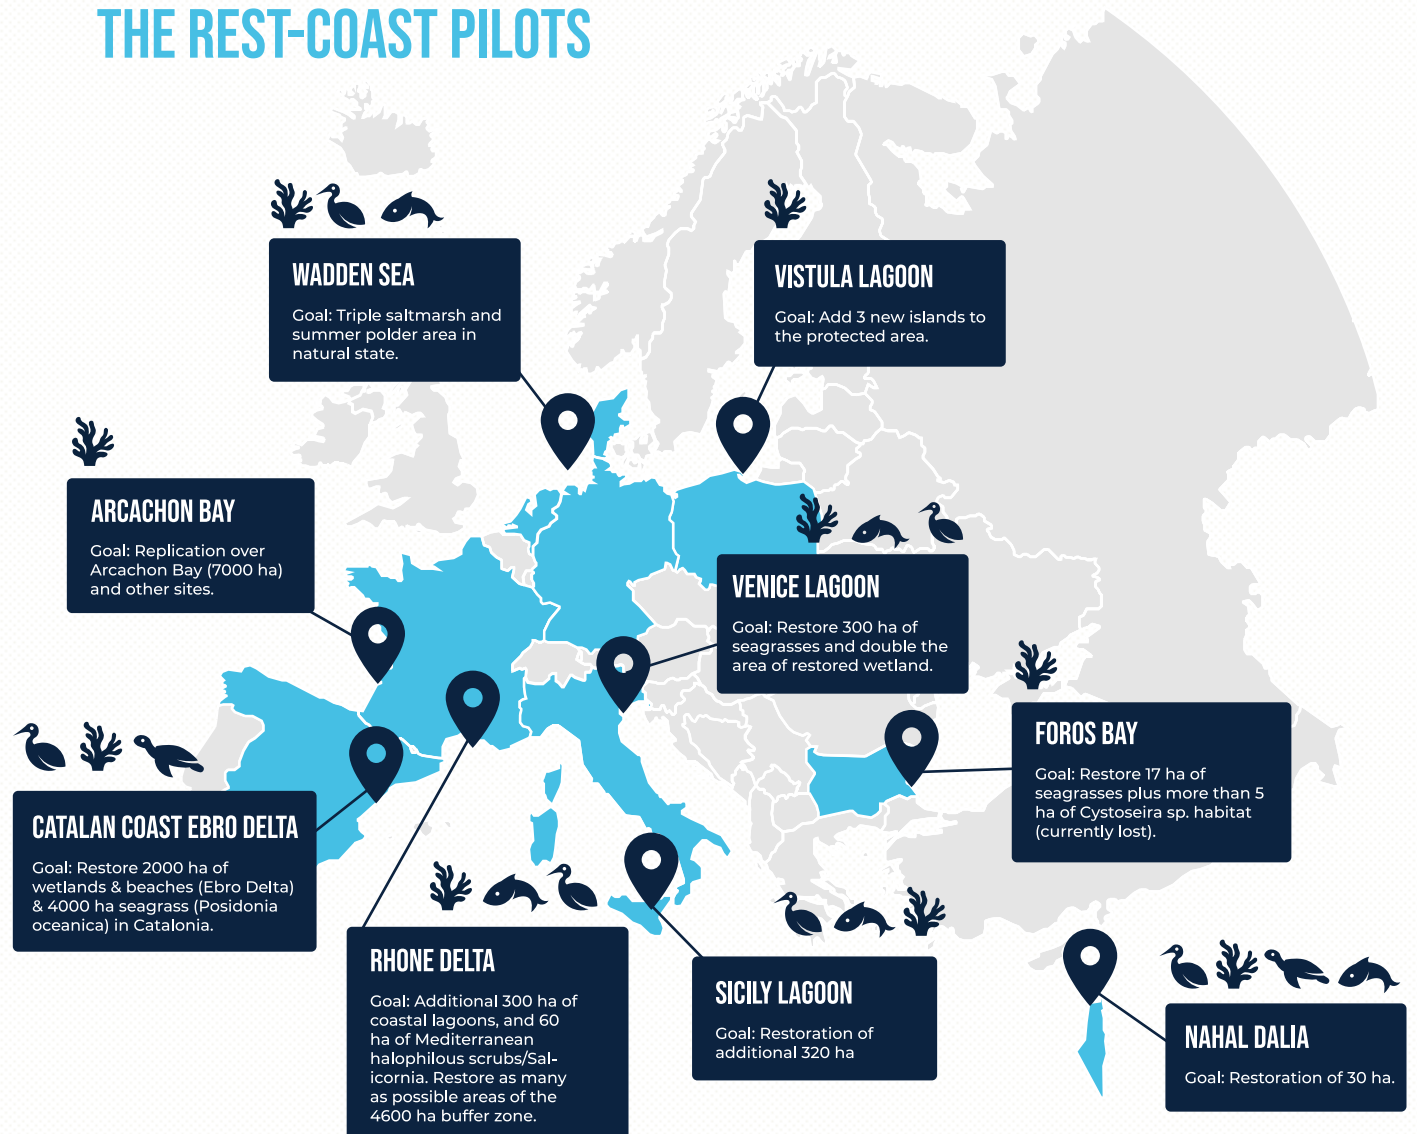 THE REST-COAST PILOTS
WADDEN SEA
Goal: Triple saltmarsh and
summer polder area in
natural state.
VISTULA LAGOON
Goal: Add 3 new islands to
the protected area.
ARCACHON BAY
Goal: Replication over
Arcachon Bay (7000 ha)
and other sites.
VENICE LAGOON
Goal: Restore 300 ha of
seagrasses and double the
area of restored wetland.
FOROS BAY
Goal: Restore 17 ha of
seagrasses plus more than 5
ha of Cystoseira sp. habitat
(currently lost).
CATALAN COAST EBRO DELTA
Goal: Restore 2000 ha of
wetlands & beaches (Ebro Delta)
& 4000 ha seagrass (Posidonia
oceanica) in Catalonia.
RHONE DELTA
Goal: Additional 300 ha of
coastal lagoons, and 60
ha of Mediterranean
halophilous scrubs/Sal-
icornia. Restore as many
as possible areas of the
4600 ha buffer zone.
SICILY LAGOON
Goal: Restoration of
additional 320 ha
NAHAL DALIA
Goal: Restoration of 30 ha.